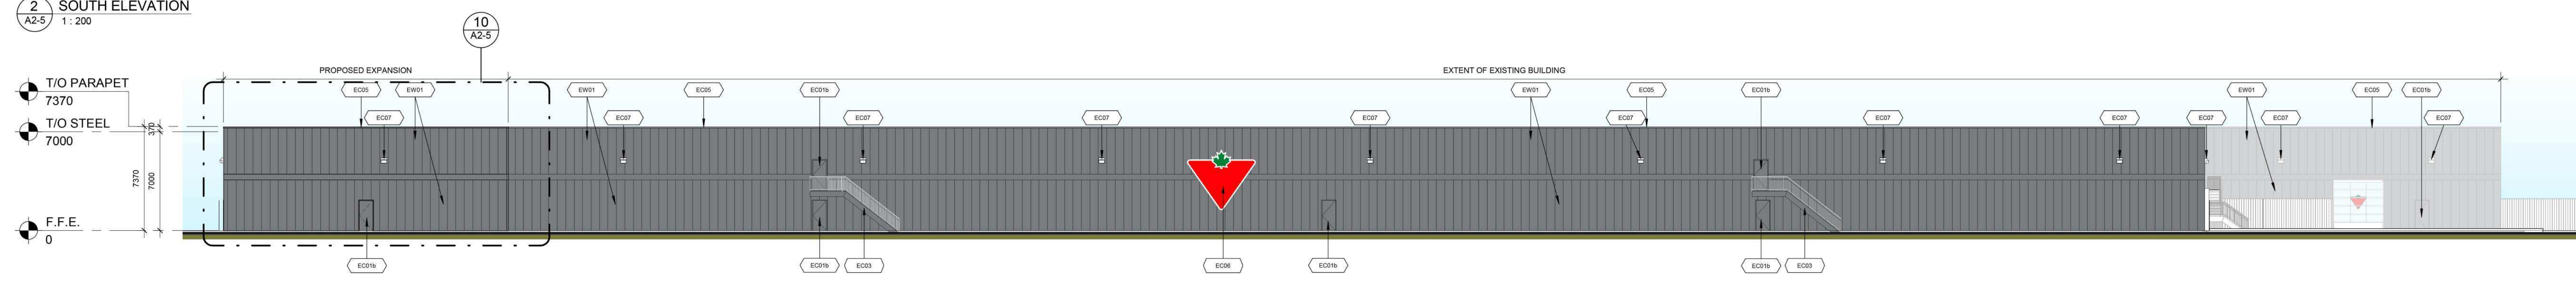 2
A2-5
SOUTH ELEVATION
1 : 200
10
A2-5
PROPOSED EXPANSION
EXTENT OF EXISTING BUILDING
T/O PARAPET
7370
EC05
EW01
EW01
EC05
EC01b
EW01
EC05
EC01b
EW01
EC05
EC01b
EC07
EC07
EC07
EC07
EC07
EC07
EC07
EC07
EC07
EC07
EC07
T/O STEEL
7000
370
7370
7000
F.F.E.
0
EC01b
EC01b
EC03
EC06
EC01b
EC01b
EC03